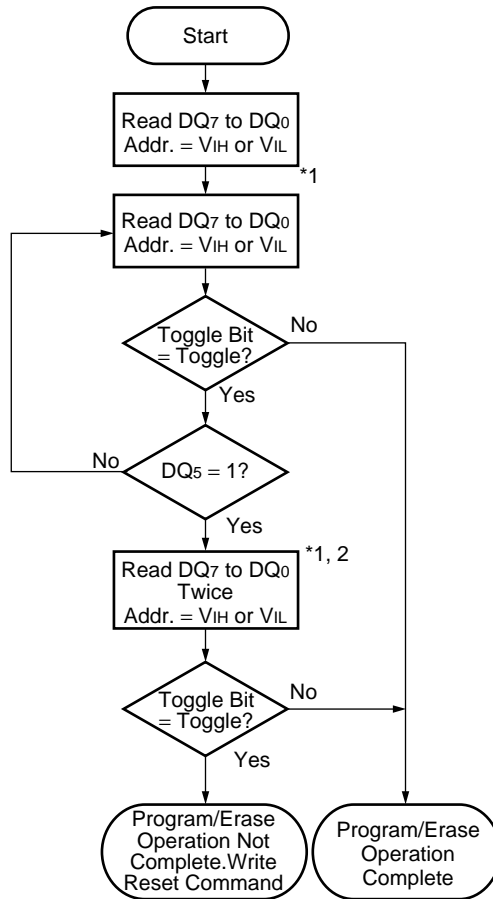 Start
Read DQ7 to DQ0
Addr. = VIH or VIL
*1
Read DQ7 to DQ0
Addr. = VIH or VIL
Toggle Bit
= Toggle?
No
Yes
DQ5 = 1?
No
Yes
*1, 2
Read DQ7 to DQ0
Twice
Addr. = VIH or VIL
Toggle Bit
= Toggle?
No
Yes
Program/Erase
Operation Not
Complete.Write
Reset Command
Program/Erase
Operation
Complete